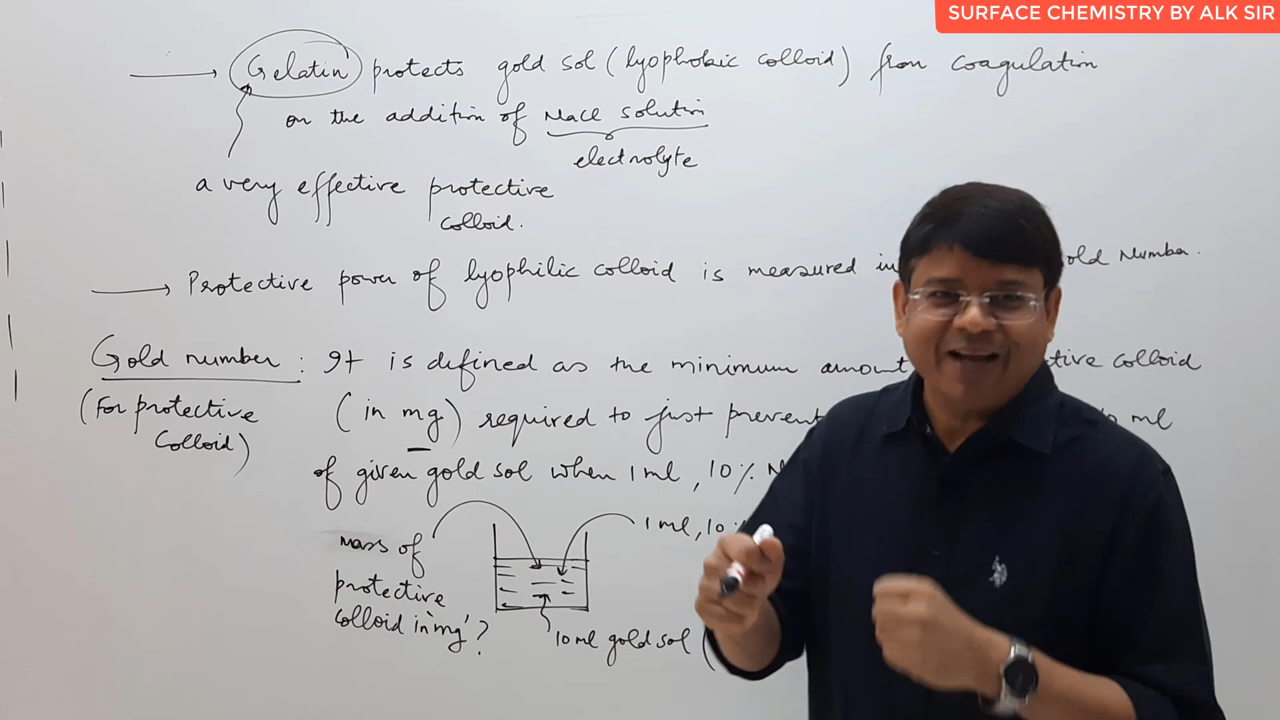 SURFACE CHEMISTRY BY ALK SIR
Gelatin protects gold sol (lyophobic colloid) from coagulation
on the addition of NaCl solution
electrolyte
a very effective protective
colloid.
Protective power of lyophilic colloid is measured in old Number.
Gold number : It is defined as the minimum amount tive colloid
(For protective (in mg) required to just prevent ml
Colloid)
of given gold sol when 1 ml, 10% N
mass of 1 ml, 10%
protective
colloid in 'mg' ?
10 ml gold sol (